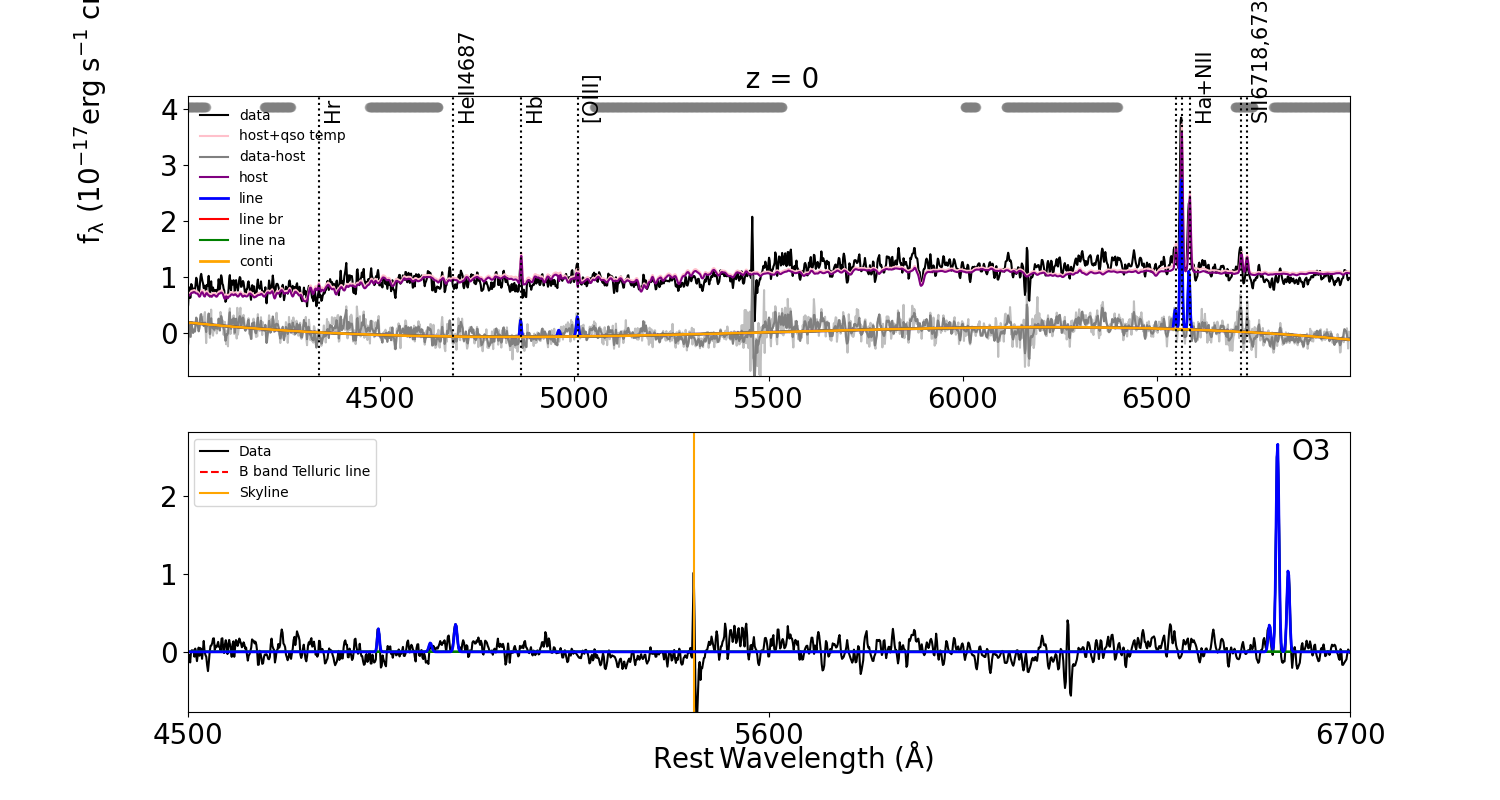 z = 0
Hr
HeII4687
Hb
[OIII]
Ha+NII
SII6718,673
fλ (10⁻¹⁷erg s⁻¹
4
3
2
1
0
data
host+qso temp
data-host
host
line
line br
line na
conti
4500 5000 5500 6000 6500
2
1
0
Data
B band Telluric line
Skyline
O3
4500 5600 6700
Rest Wavelength (Å)